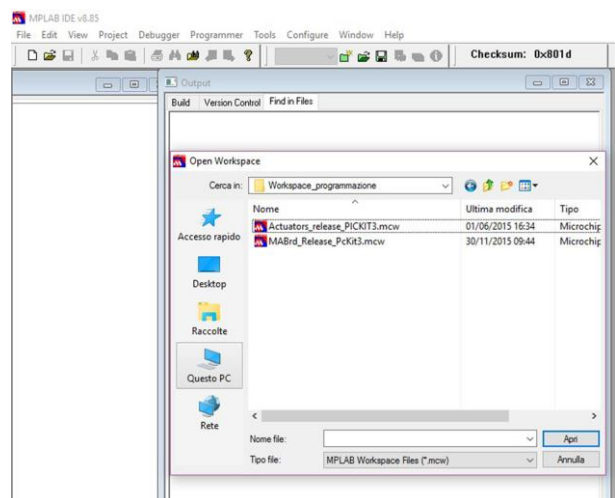 MPLAB IDE v8.85
File Edit View Project Debugger Programmer Tools Configure Window Help
Checksum: 0x801d
Output
Build Version Control Find in Files
Open Workspace
Cerca in: Workspace_programmazione
Nome Ultima modifica Tipo
Actuators_release_PICKIT3.mcw 01/06/2015 16:34 Microchip
MABrd_Release_PcKit3.mcw 30/11/2015 09:44 Microchip
Accesso rapido
Desktop
Raccolte
Questo PC
Rete
Nome file: Apri
Tipo file: MPLAB Workspace Files (*.mcw) Annulla